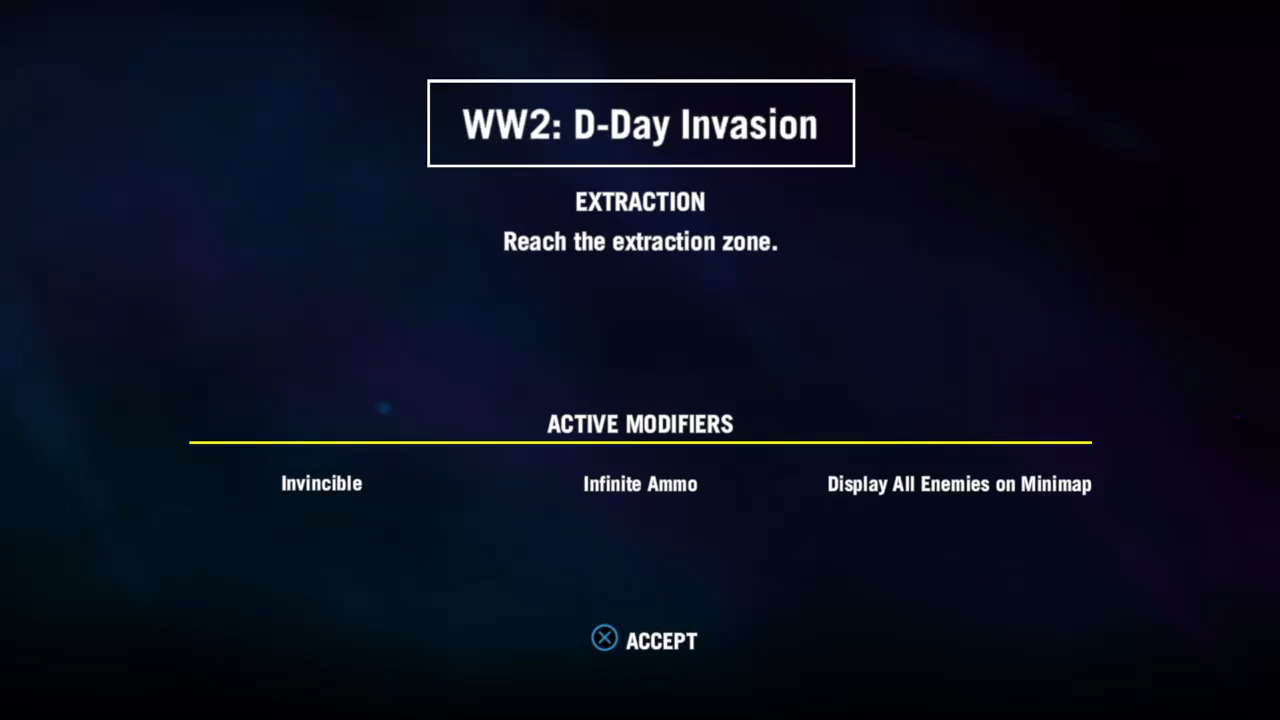 WW2: D-Day Invasion
EXTRACTION
Reach the extraction zone.
ACTIVE MODIFIERS
Invincible
Infinite Ammo
Display All Enemies on Minimap
ACCEPT